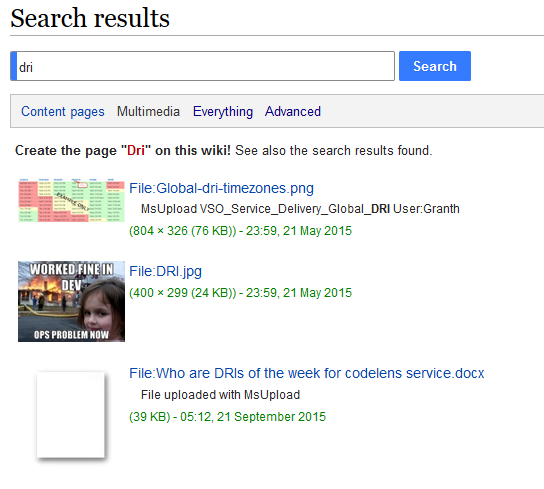 Search results
dri
Search
Content pages Multimedia Everything Advanced
Create the page "Dri" on this wiki! See also the search results found.
File:Global-dri-timezones.png
MsUpload VSO_Service_Delivery_Global_DRI User:Granth
(804 × 326 (76 KB)) - 23:59, 21 May 2015
EXAMPLE ONLY
File:DRI.jpg
(400 × 299 (24 KB)) - 23:59, 21 May 2015
WORKED FINE IN
DEV
OPS PROBLEM NOW
File:Who are DRIs of the week for codelens service.docx
File uploaded with MsUpload
(39 KB) - 05:12, 21 September 2015